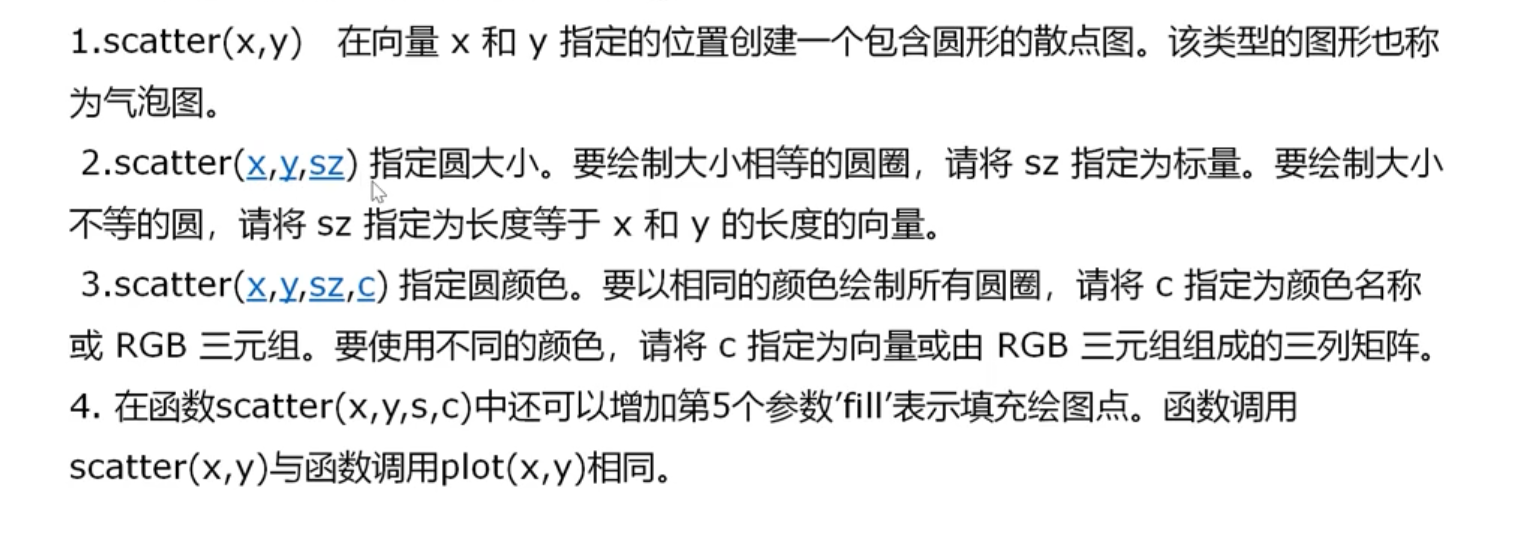 1.scatter(x,y) 在向量 x 和 y 指定的位置创建一个包含圆形的散点图。该类型的图形也称
为气泡图。
2.scatter(x,y,sz) 指定圆大小。要绘制大小相等的圆圈，请将 sz 指定为标量。要绘制大小
不等的圆，请将 sz 指定为长度等于 x 和 y 的长度的向量。
3.scatter(x,y,sz,c) 指定圆颜色。要以相同的颜色绘制所有圆圈，请将 c 指定为颜色名称
或 RGB 三元组。要使用不同的颜色，请将 c 指定为向量或由 RGB 三元组组成的三列矩阵。
4. 在函数scatter(x,y,s,c)中还可以增加第5个参数’fill’表示填充绘图点。函数调用
scatter(x,y)与函数调用plot(x,y)相同。